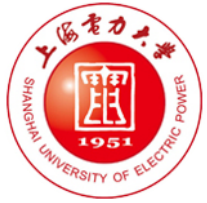 上海电力大学
1951
SHANGHAI UNIVERSITY OF ELECTRIC POWER